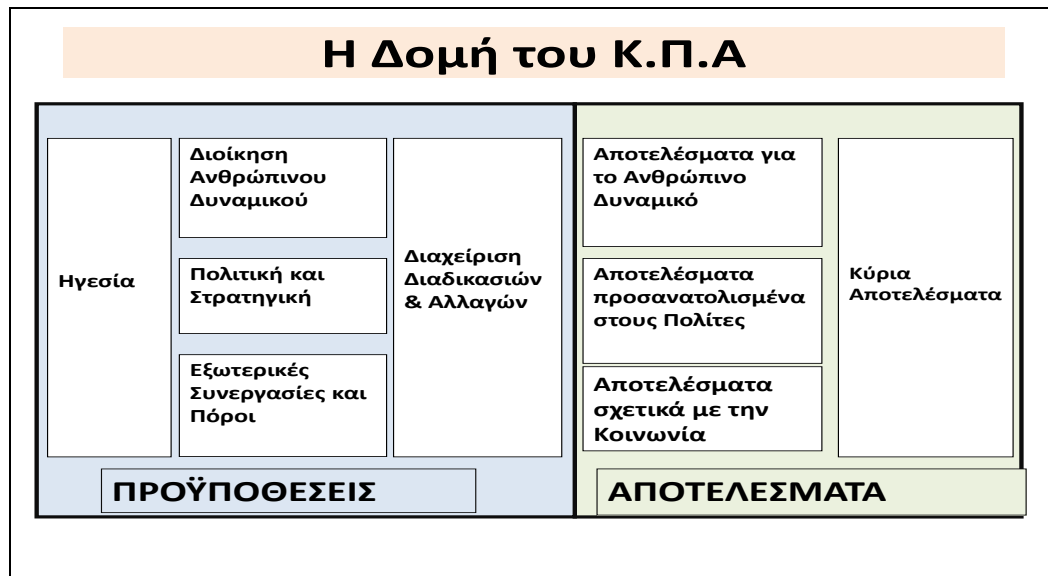 Η Δομή του Κ.Π.Α
Ηγεσία
Διοίκηση
Ανθρώπινου
Δυναμικού
Πολιτική και
Στρατηγική
Εξωτερικές
Συνεργασίες και
Πόροι
Διαχείριση
Διαδικασιών
& Αλλαγών
ΠΡΟΫΠΟΘΕΣΕΙΣ
Αποτελέσματα για
το Ανθρώπινο
Δυναμικό
Αποτελέσματα
προσανατολισμένα
στους Πολίτες
Αποτελέσματα
σχετικά με την
Κοινωνία
Κύρια
Αποτελέσματα
ΑΠΟΤΕΛΕΣΜΑΤΑ